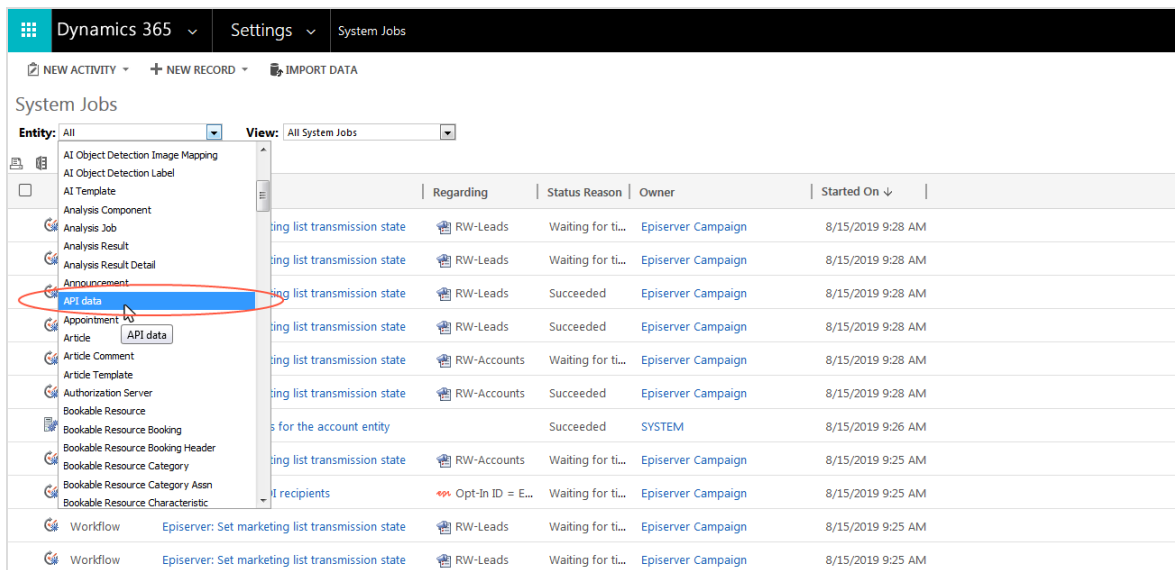 Dynamics 365 Settings System Jobs
NEW ACTIVITY NEW RECORD IMPORT DATA
System Jobs
Entity: All View: All System Jobs
AI Object Detection Image Mapping
AI Object Detection Label
AI Template
Analysis Component
Analysis Job
Analysis Result
Analysis Result Detail
Announcement
API data
Appointment
API data
Article
Article Comment
Article Template
Authorization Server
Bookable Resource
Bookable Resource Booking
Bookable Resource Booking Header
Bookable Resource Category
Bookable Resource Category Assn
Bookable Resource Characteristic
Regarding Status Reason Owner Started On
ting list transmission state RW-Leads Waiting for ti... Episerver Campaign 8/15/2019 9:28 AM
ting list transmission state RW-Leads Waiting for ti... Episerver Campaign 8/15/2019 9:28 AM
ting list transmission state RW-Leads Succeeded Episerver Campaign 8/15/2019 9:28 AM
ting list transmission state RW-Leads Succeeded Episerver Campaign 8/15/2019 9:28 AM
ting list transmission state RW-Accounts Waiting for ti... Episerver Campaign 8/15/2019 9:28 AM
ting list transmission state RW-Accounts Succeeded Episerver Campaign 8/15/2019 9:28 AM
s for the account entity Succeeded SYSTEM 8/15/2019 9:26 AM
ting list transmission state RW-Accounts Waiting for ti... Episerver Campaign 8/15/2019 9:25 AM
I recipients Opt-In ID = E... Waiting for ti... Episerver Campaign 8/15/2019 9:25 AM
Workflow Episerver: Set marketing list transmission state RW-Leads Waiting for ti... Episerver Campaign 8/15/2019 9:25 AM
Workflow Episerver: Set marketing list transmission state RW-Leads Waiting for ti... Episerver Campaign 8/15/2019 9:25 AM